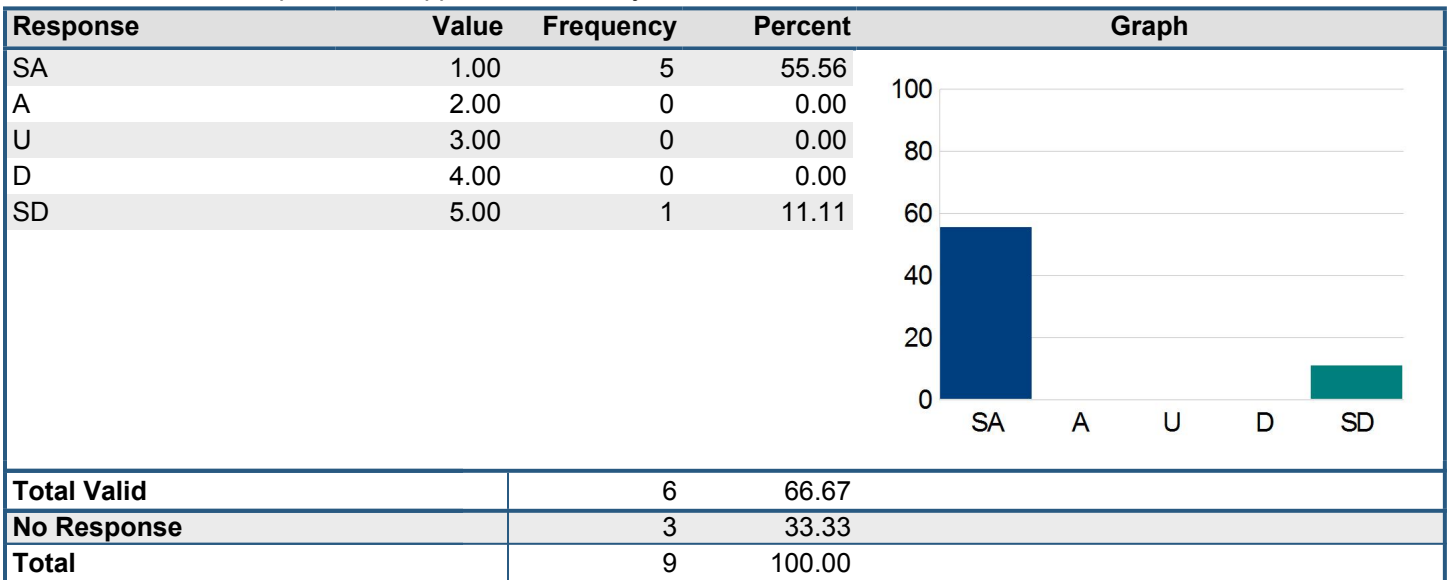 Response Value Frequency Percent Graph
SA 1.00 5 55.56
A 2.00 0 0.00
U 3.00 0 0.00
D 4.00 0 0.00
SD 5.00 1 11.11
100
80
60
40
20
0
SA A U D SD
Total Valid 6 66.67
No Response 3 33.33
Total 9 100.00